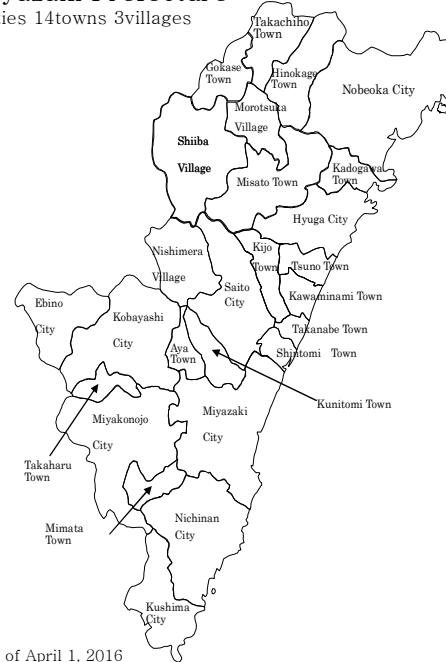 ties 14towns 3villages
Takachiho
Town
Gokase
Town
Hinokage
Town
Nobeoka City
Morotsuka
Village
Shiiba
Village
Misato Town
Kadogawa
Town
Hyuga City
Nishimera
Village
Kijo
Town
Tsuno Town
Saito
City
Kawaminami Town
Ebino
City
Kobayashi
City
Takanabe Town
Aya
Town
Shintomi Town
Kunitomi Town
Miyakonojo
City
Miyazaki
City
Takaharu
Town
Mimata
Town
Nichinan
City
Kushima
City
of April 1, 2016